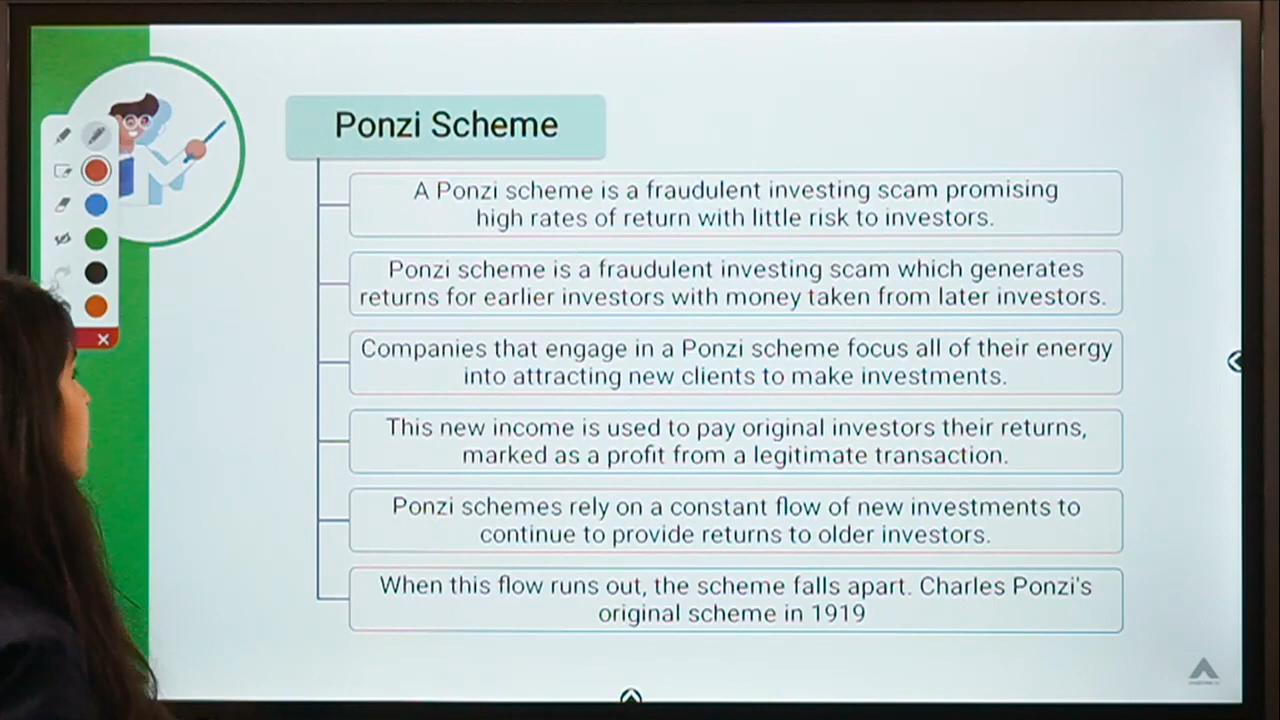 Ponzi Scheme
A Ponzi scheme is a fraudulent investing scam promising
high rates of return with little risk to investors.
Ponzi scheme is a fraudulent investing scam which generates
returns for earlier investors with money taken from later investors.
Companies that engage in a Ponzi scheme focus all of their energy
into attracting new clients to make investments.
This new income is used to pay original investors their returns,
marked as a profit from a legitimate transaction.
Ponzi schemes rely on a constant flow of new investments to
continue to provide returns to older investors.
When this flow runs out, the scheme falls apart. Charles Ponzi's
original scheme in 1919